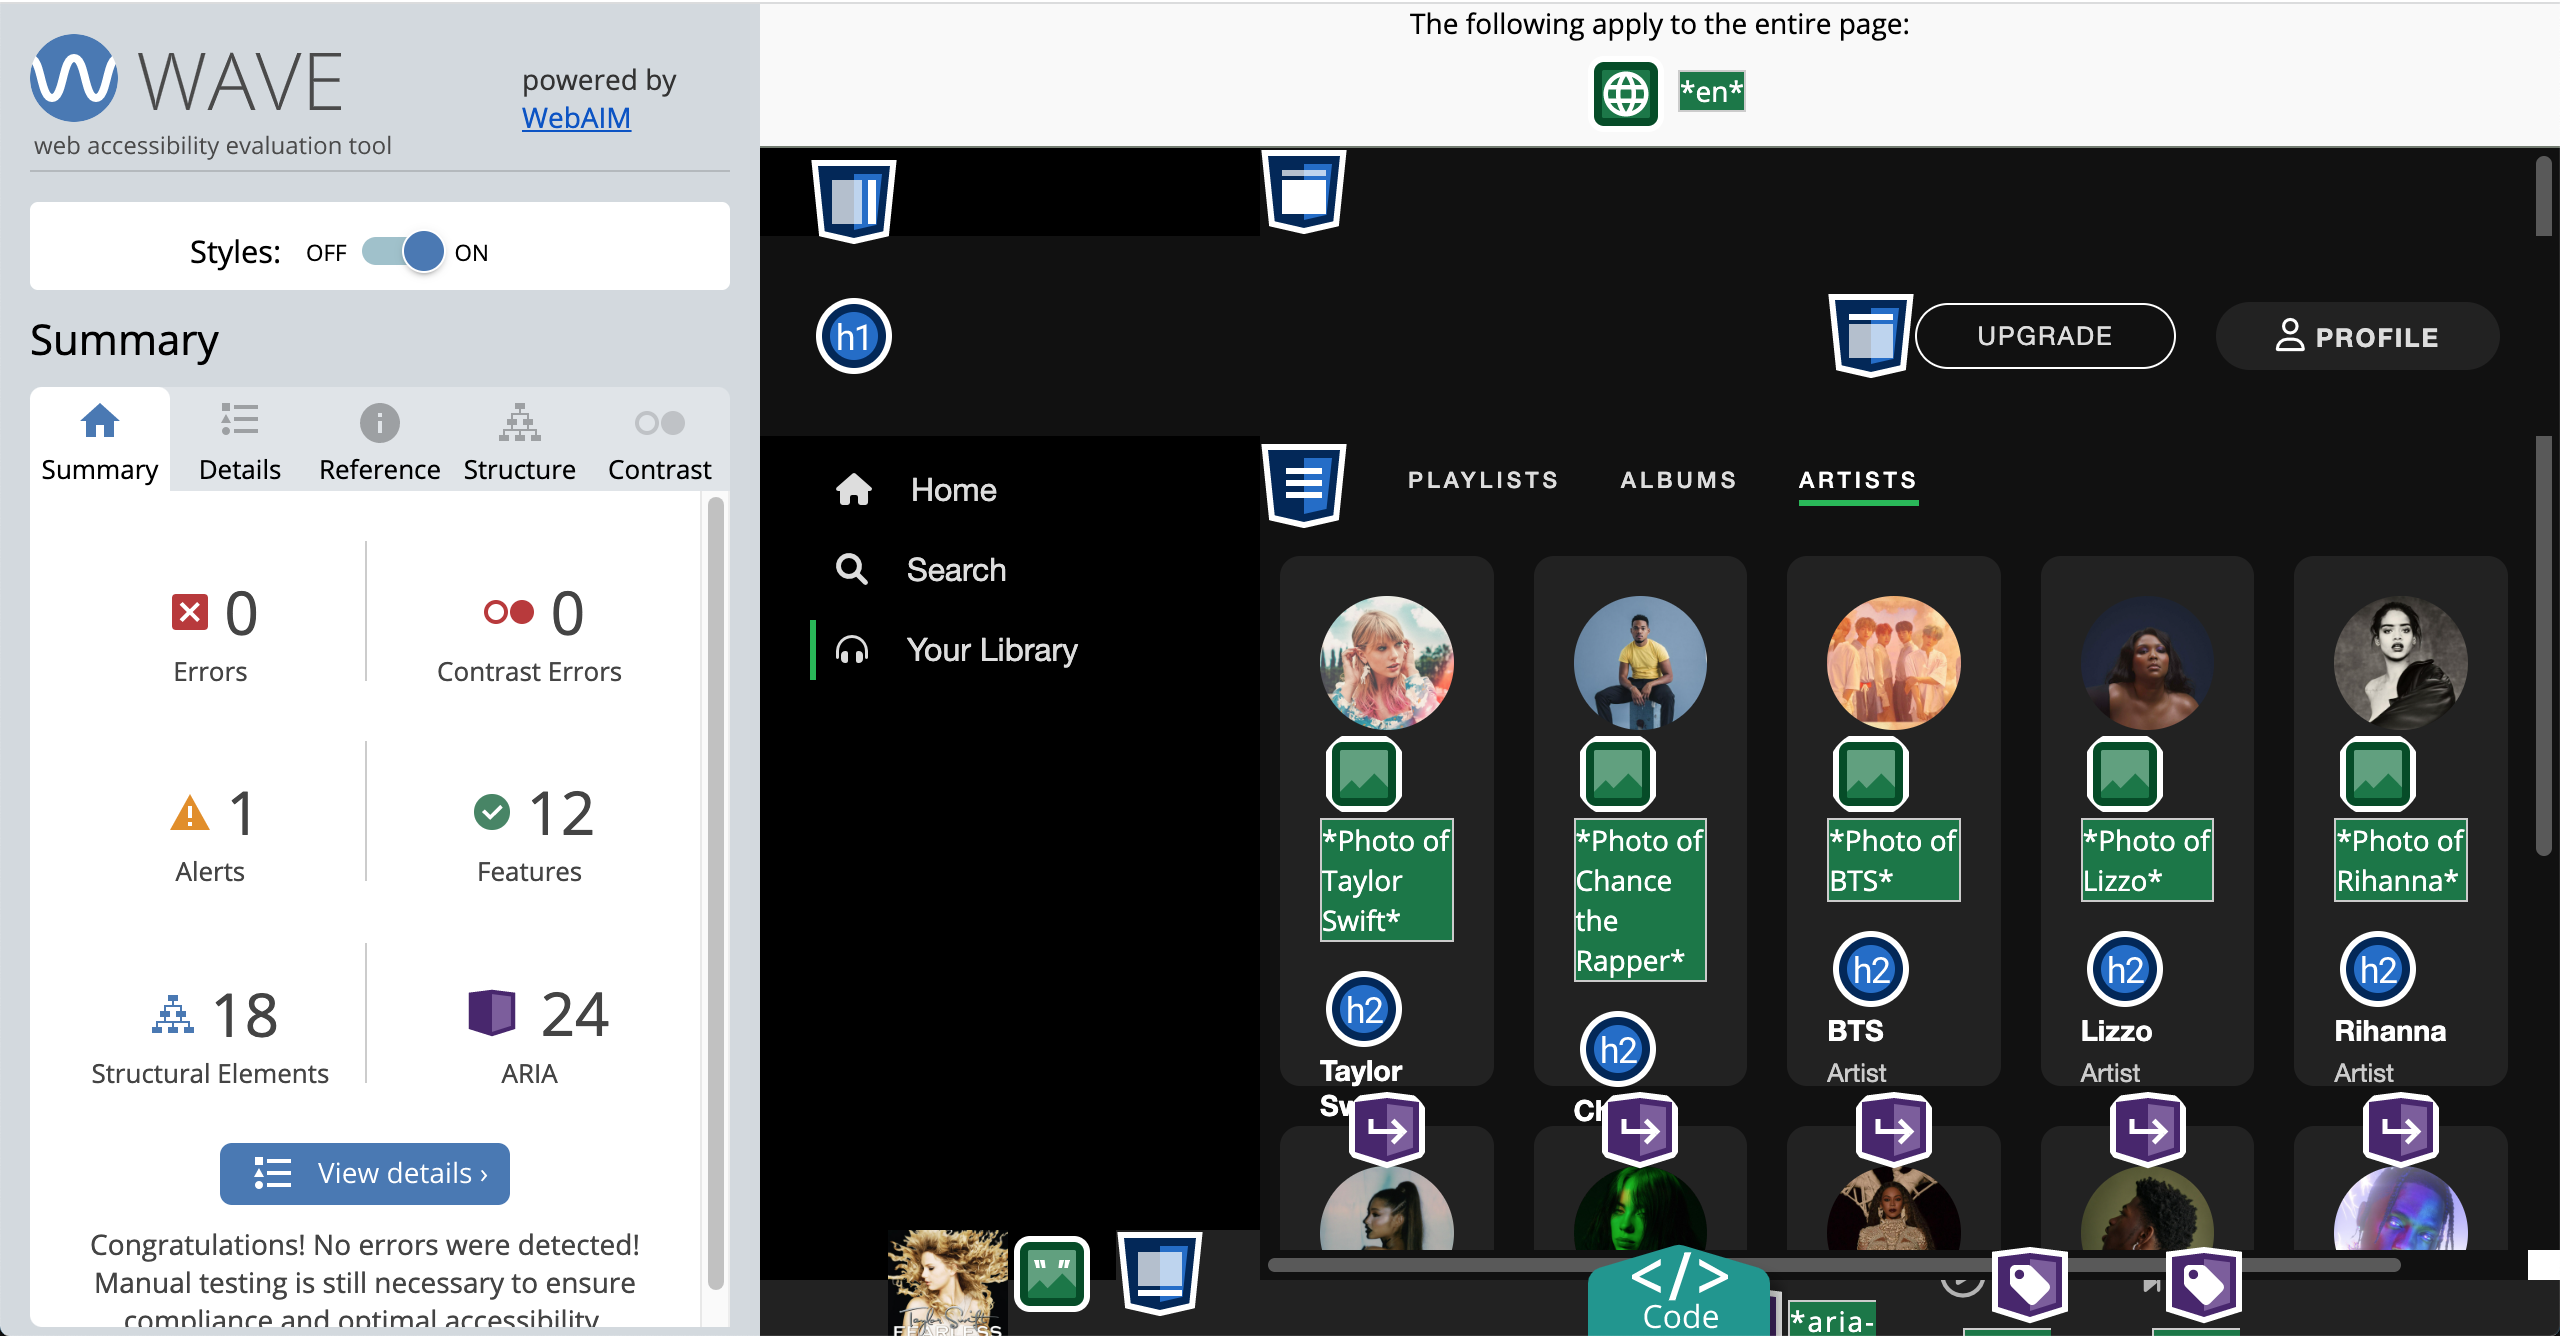 WAVE
powered by
WebAIM
web accessibility evaluation tool
Styles: OFF ON
Summary
Summary Details Reference Structure Contrast
0
Errors
0
Contrast Errors
1
Alerts
12
Features
18
Structural Elements
24
ARIA
View details ›
Congratulations! No errors were detected!
Manual testing is still necessary to ensure
compliance and optimal accessibility.
The following apply to the entire page:
*en*
h1
UPGRADE
PROFILE
Home
Search
Your Library
PLAYLISTS ALBUMS ARTISTS
*Photo of
Taylor
Swift*
h2
Taylor
Sw
*Photo of
Chance
the
Rapper*
h2
Ch
*Photo of
BTS*
h2
BTS
Artist
*Photo of
Lizzo*
h2
Lizzo
Artist
*Photo of
Rihanna*
h2
Rihanna
Artist
Taylor Swift
FEARLESS
</>
Code
*aria-